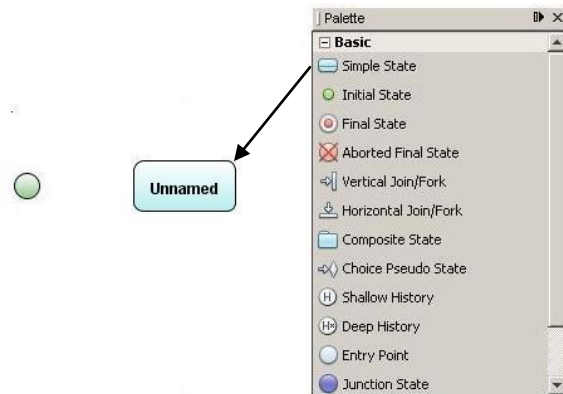 Palette
Basic
Simple State
Initial State
Final State
Aborted Final State
Vertical Join/Fork
Horizontal Join/Fork
Composite State
Choice Pseudo State
H Shallow History
H* Deep History
Entry Point
Junction State
Unnamed